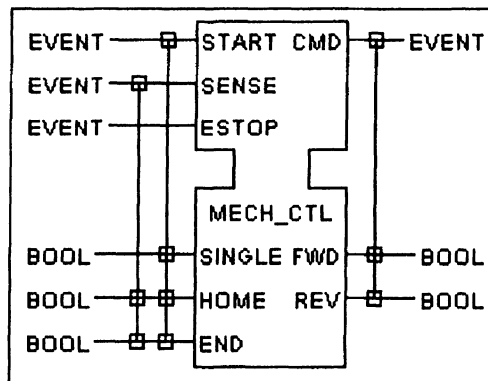 EVENT START CMD EVENT
EVENT SENSE
EVENT ESTOP
MECH_CTL
BOOL SINGLE FWD BOOL
BOOL HOME REV BOOL
BOOL END